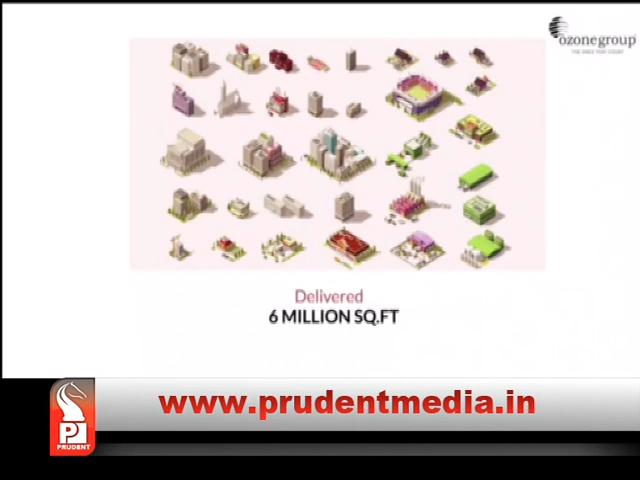 ozonegroup
Delivered
6 MILLION SQ.FT
www.prudentmedia.in
PRUDENT